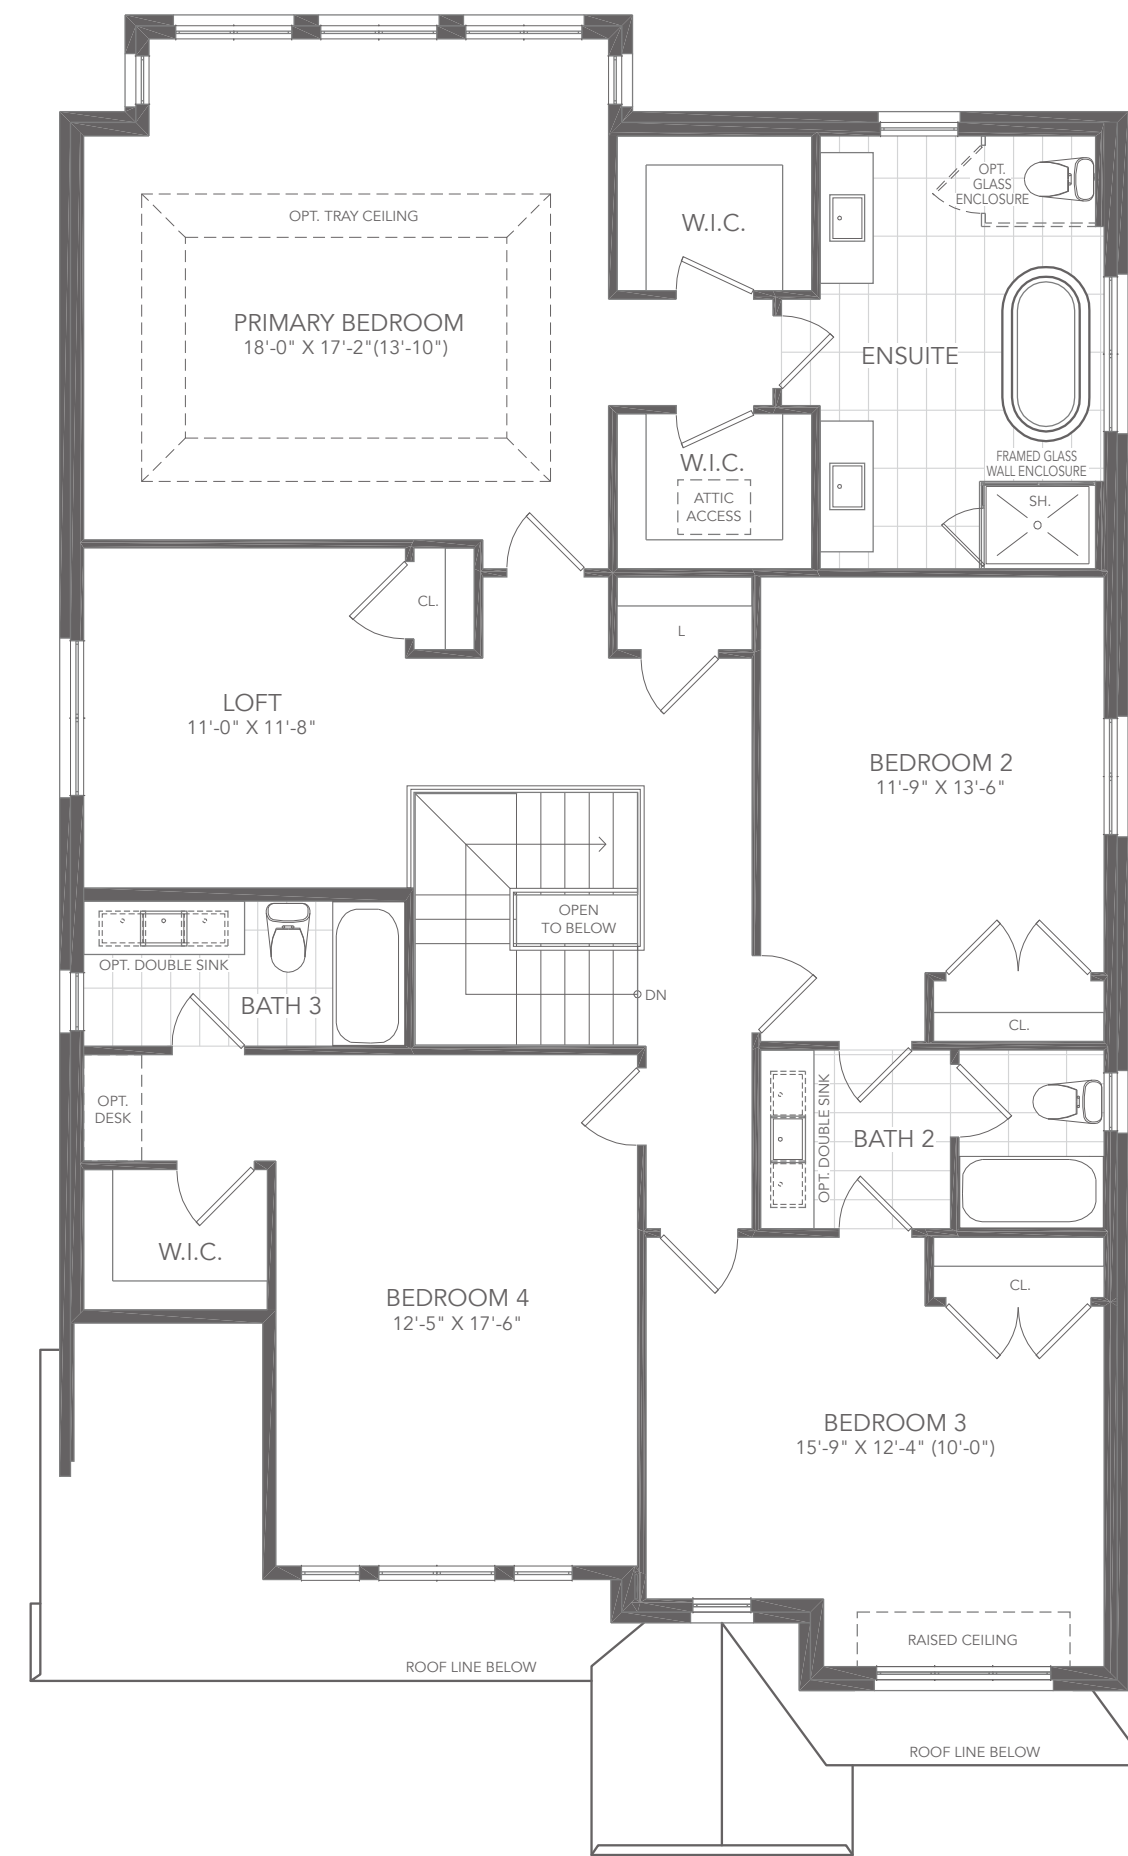 OPT. TRAY CEILING
PRIMARY BEDROOM
18'-0" X 17'-2"(13'-10")
W.I.C.
OPT.
GLASS
ENCLOSURE
ENSUITE
W.I.C.
ATTIC
ACCESS
FRAMED GLASS
WALL ENCLOSURE
SH.
CL.
L
LOFT
11'-0" X 11'-8"
BEDROOM 2
11'-9" X 13'-6"
OPEN
TO BELOW
DN
OPT. DOUBLE SINK
BATH 3
CL.
OPT.
DESK
OPT. DOUBLE SINK
BATH 2
W.I.C.
BEDROOM 4
12'-5" X 17'-6"
CL.
BEDROOM 3
15'-9" X 12'-4" (10'-0")
RAISED CEILING
ROOF LINE BELOW
ROOF LINE BELOW